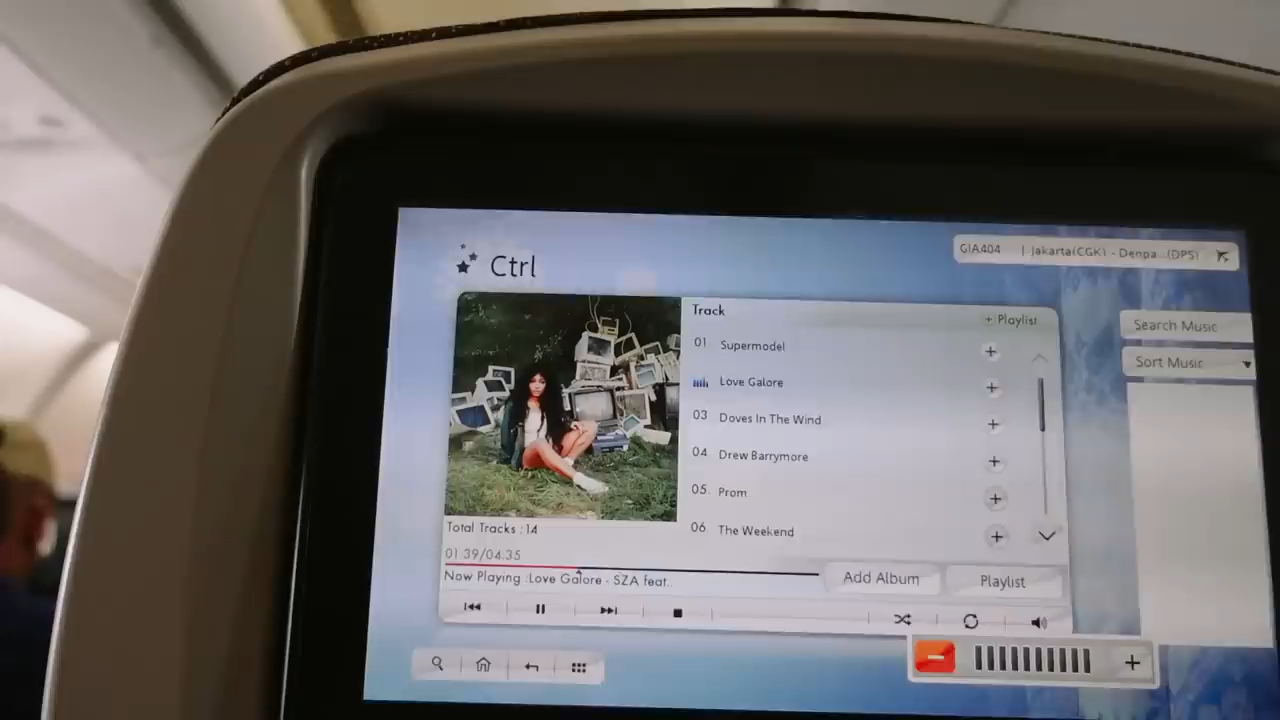 Ctrl
GIA404 | Jakarta(CGK) - Denpa...(DPS)
Track
+ Playlist
01 Supermodel
Love Galore
03 Doves In The Wind
04 Drew Barrymore
05. Prom
06. The Weekend
Total Tracks :14
01:39/04:35
Now Playing :Love Galore - SZA feat.
Add Album
Playlist
Search Music
Sort Music